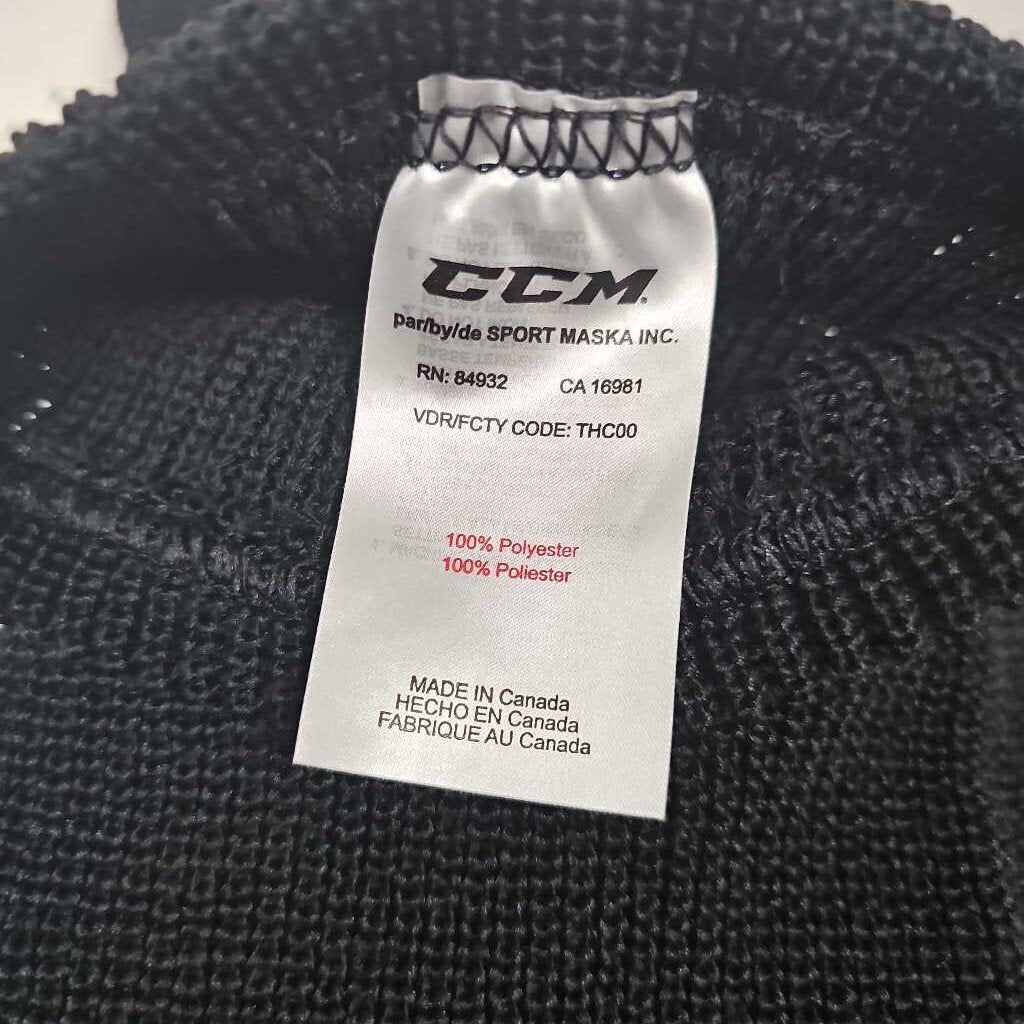 CCM
par/by/de SPORT MASKA INC.
RN: 84932 CA 16981
VDR/FCTY CODE: THC00
100% Polyester
100% Poliester
MADE IN Canada
HECHO EN Canada
FABRIQUE AU Canada